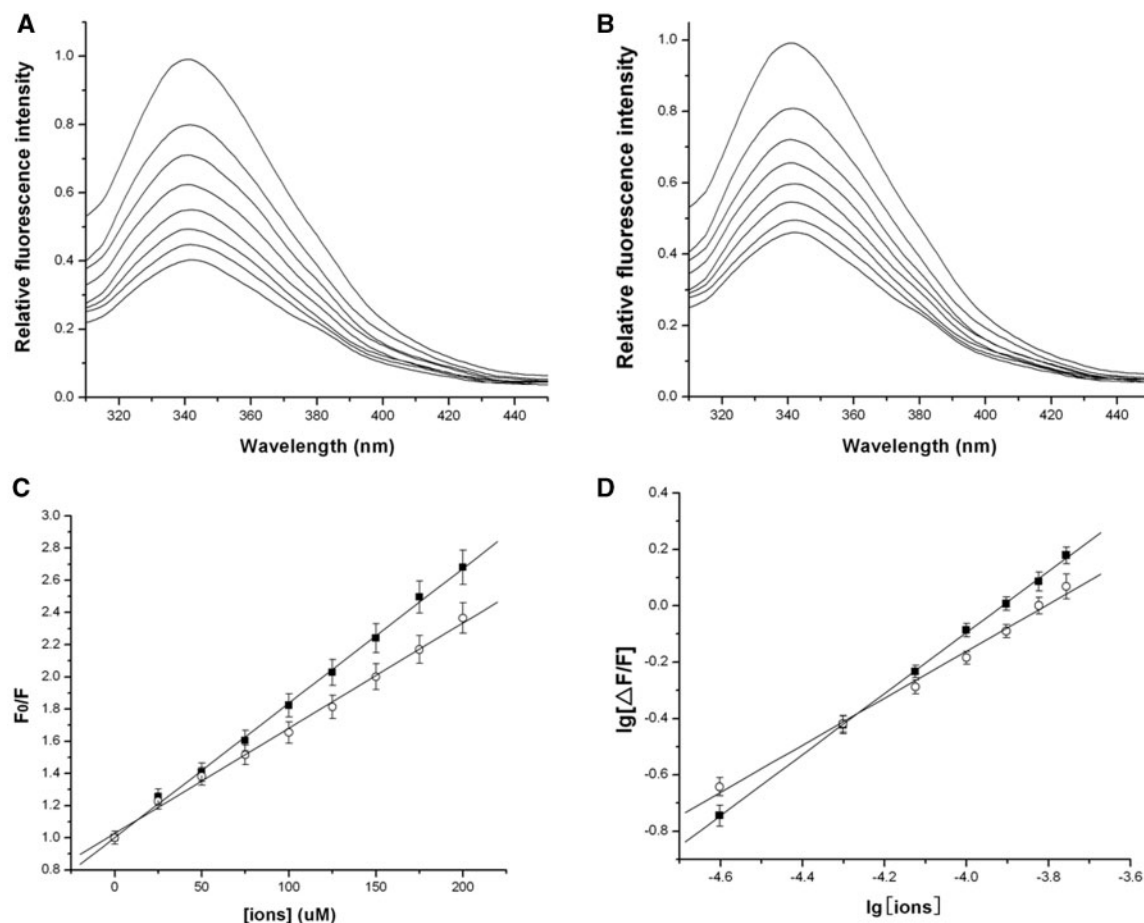 A
Relative fluorescence intensity
1.0
0.8
0.6
0.4
0.2
0.0
320 340 360 380 400 420 440
Wavelength (nm)
B
Relative fluorescence intensity
1.0
0.8
0.6
0.4
0.2
0.0
320 340 360 380 400 420 440
Wavelength (nm)
C
F0/F
3.0
2.8
2.6
2.4
2.2
2.0
1.8
1.6
1.4
1.2
1.0
0.8
0 50 100 150 200
[ions] (uM)
D
lg[△F/F]
0.4
0.2
0.0
-0.2
-0.4
-0.6
-0.8
-4.6 -4.4 -4.2 -4.0 -3.8 -3.6
lg[ions]